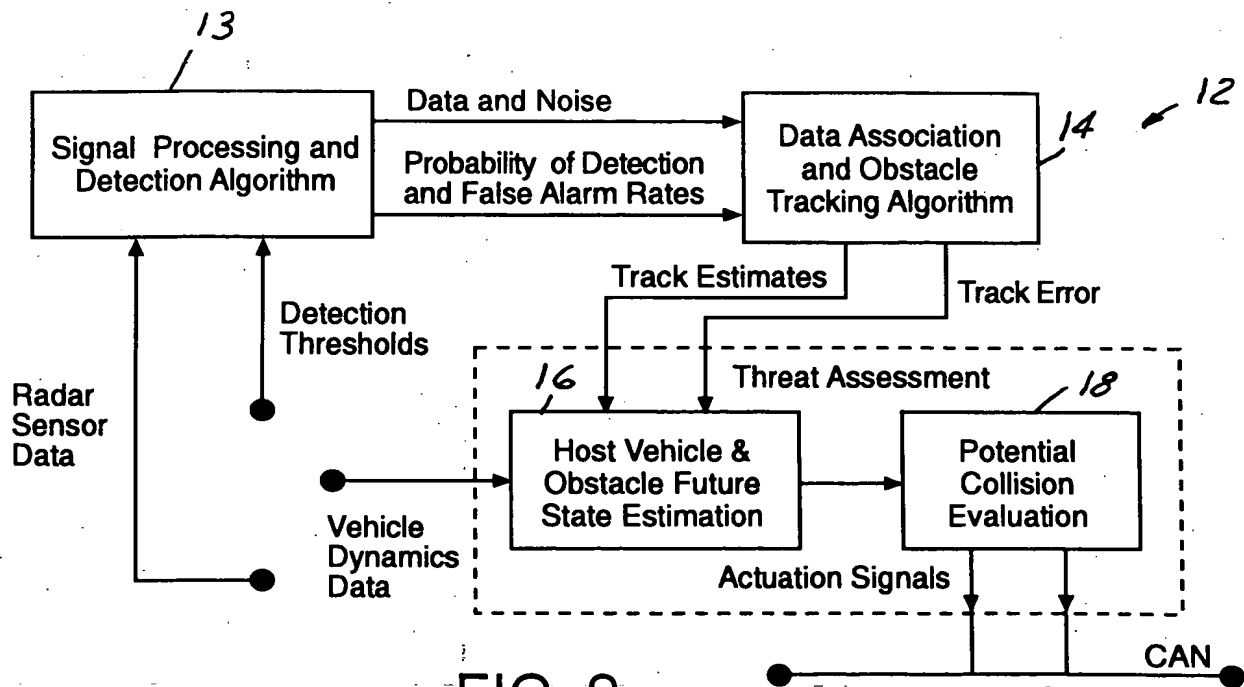 13
12
Signal Processing and
Detection Algorithm
Data and Noise
Probability of Detection
and False Alarm Rates
14
Data Association
and Obstacle
Tracking Algorithm
Track Estimates
Track Error
Detection
Thresholds
Radar
Sensor
Data
Threat Assessment
16
18
Host Vehicle &
Obstacle Future
State Estimation
Potential
Collision
Evaluation
Vehicle
Dynamics
Data
Actuation Signals
CAN